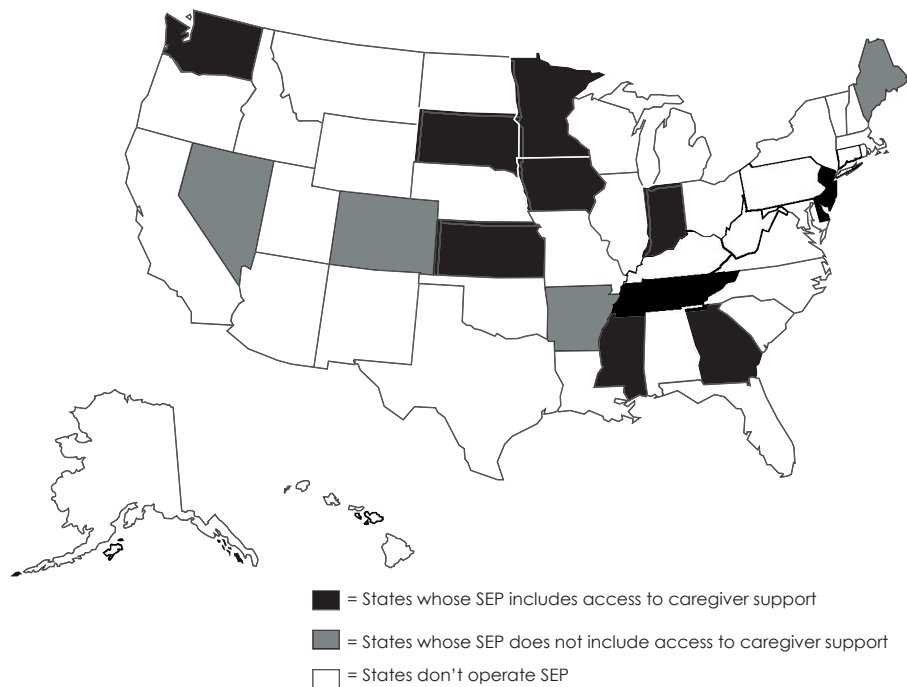 = States whose SEP includes access to caregiver support
= States whose SEP does not include access to caregiver support
= States don’t operate SEP